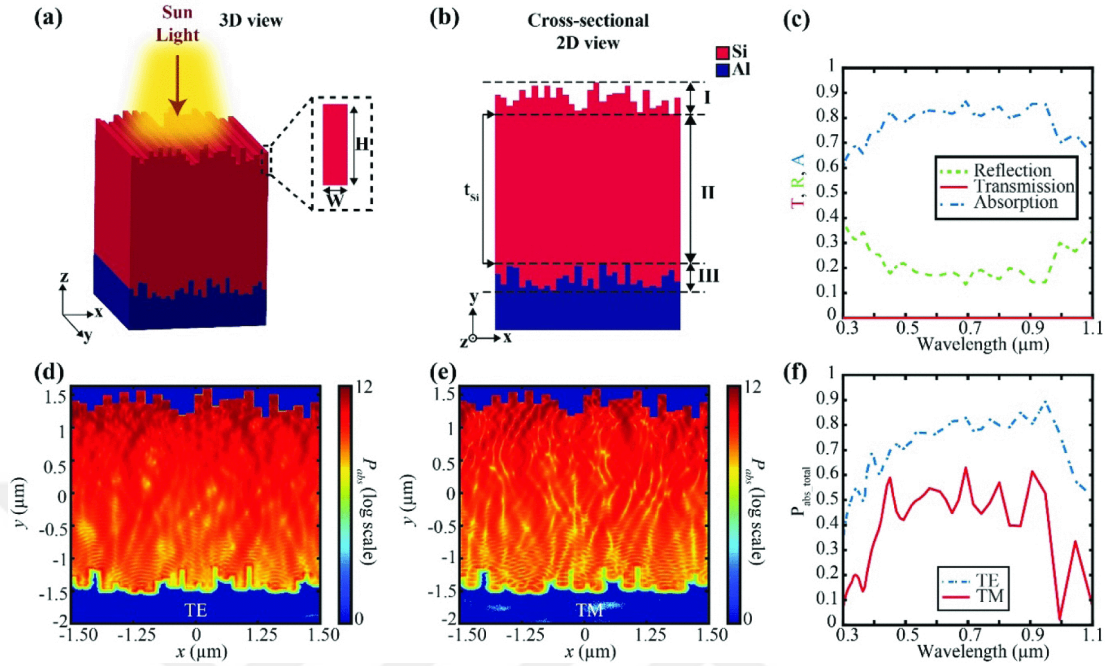 (a)
3D view
Sun
Light
H
W
z
x
y
(b)
Cross-sectional
2D view
Si
Al
I
tSi
II
III
y
z
x
(c)
1
0.9
0.8
0.7
0.6
0.5
0.4
0.3
0.2
0.1
0
T, R, A
Reflection
Transmission
Absorption
0.3
0.5
0.7
0.9
1.1
Wavelength (μm)
(d)
1.5
1
0.5
0
-0.5
-1
-1.5
-2
y (μm)
TE
-1.50
-1.25
0
1.25
1.50
x (μm)
12
Pabs (log scale)
0
(e)
1.5
1
0.5
0
-0.5
-1
-1.5
-2
y (μm)
TM
-1.50
-1.25
0
1.25
1.50
x (μm)
12
Pabs (log scale)
0
(f)
1
0.9
0.8
0.7
0.6
0.5
0.4
0.3
0.2
0.1
0
Pabs_total
TE
TM
0.3
0.5
0.7
0.9
1.1
Wavelength (μm)